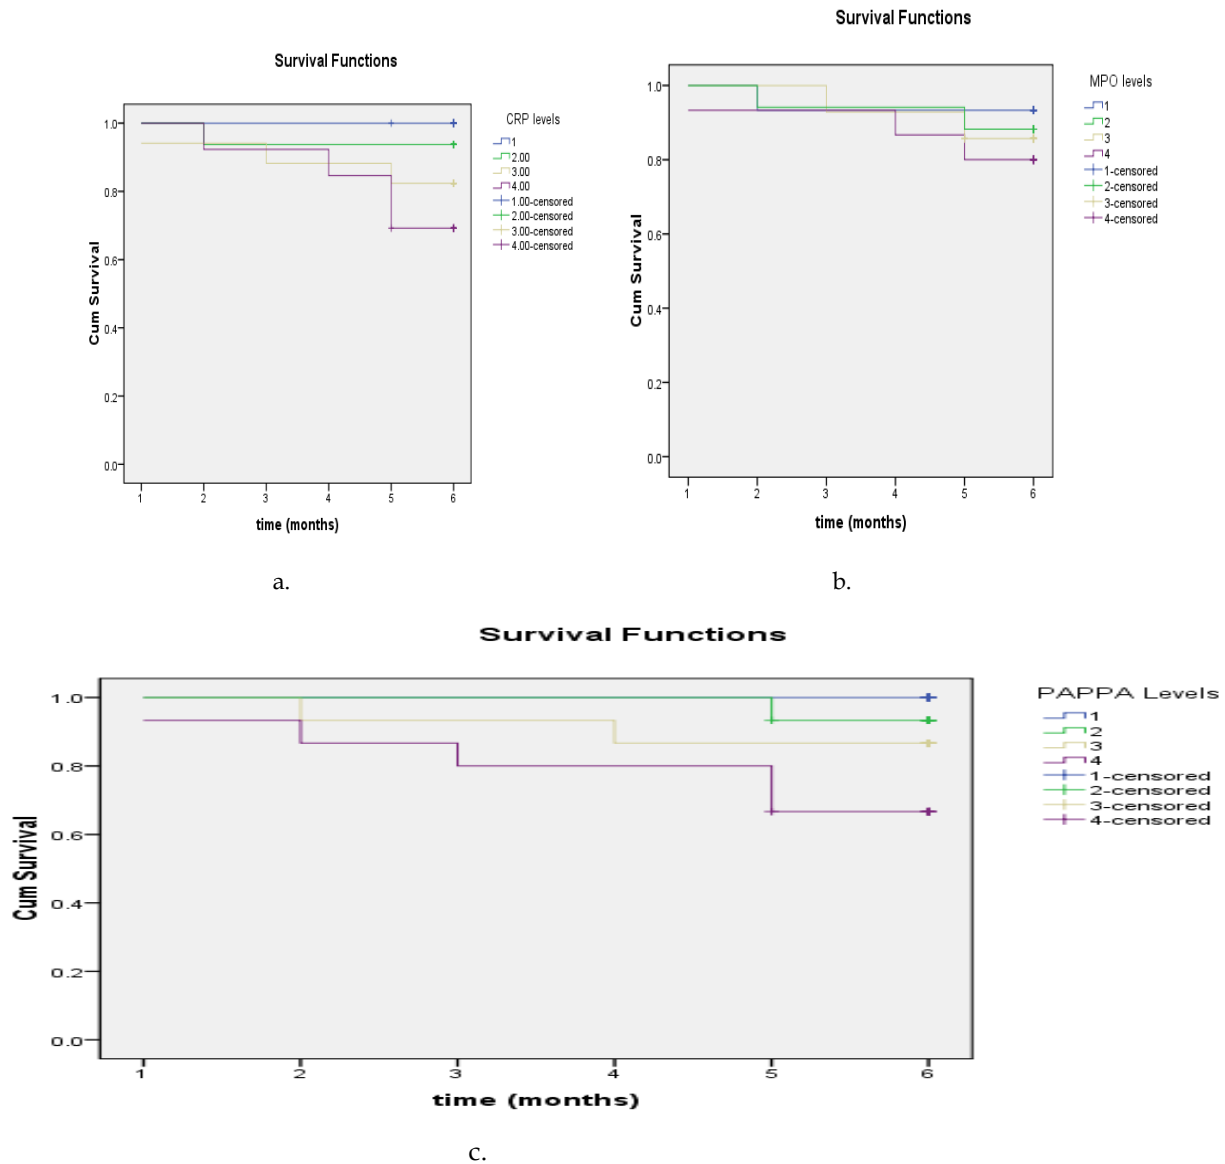 Survival Functions
CRP levels
1
2.00
3.00
4.00
1.00-censored
2.00-censored
3.00-censored
4.00-censored
Cum Survival
1.0
0.8
0.6
0.4
0.2
0.0
1 2 3 4 5 6
time (months)
a.
Survival Functions
MPO levels
1
2
3
4
1-censored
2-censored
3-censored
4-censored
Cum Survival
1.0
0.8
0.6
0.4
0.2
0.0
1 2 3 4 5 6
time (months)
b.
Survival Functions
PAPPA Levels
1
2
3
4
1-censored
2-censored
3-censored
4-censored
Cum Survival
1.0
0.8
0.6
0.4
0.2
0.0
1 2 3 4 5 6
time (months)
c.